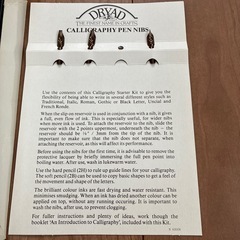 DRYAD
THE FINEST NAME IN CRAFTS
CALLIGRAPHY PEN NIBS
Use the contents of this Calligraphy Starter Kit to give you the
flexibility of being able to write in several different styles such as
Traditional, Italic, Roman, Gothic or Black Letter, Uncial and
French Ronde.
When the slip-on reservoir is used in conjunction with a nib, it gives
a full, even flow of ink. This is especially useful, for wider nibs
when more ink is used. To attach the reservoir to the nib, slide the
reservoir with the 2 points uppermost, underneath the nib – the
reservoir should be ⅛" / 3mm from the tip of the nib. It is
important to make sure that the nib does not open when
attaching the reservoir, as this will affect its performance.
Before using the nibs for the first time, it is advisable to remove the
protective lacquer by briefly immersing the full pen point into
boiling water. After use, wash in lukewarm water.
Use the hard pencil (2H) to rule up guide lines for your calligraphy.
The soft pencil (2B) can be used to copy basic shapes to get a feel of
the movement and shape of the letters.
The brilliant colour inks are fast drying and water resistant. This
minimises smudging. When an ink has dried another colour can be
applied on top, without any running occuring. It is important to
wash the nibs, after use, to prevent clogging.
For fuller instructions and plenty of ideas, work though the
booklet 'An Introduction to Calligraphy', included with this Kit.